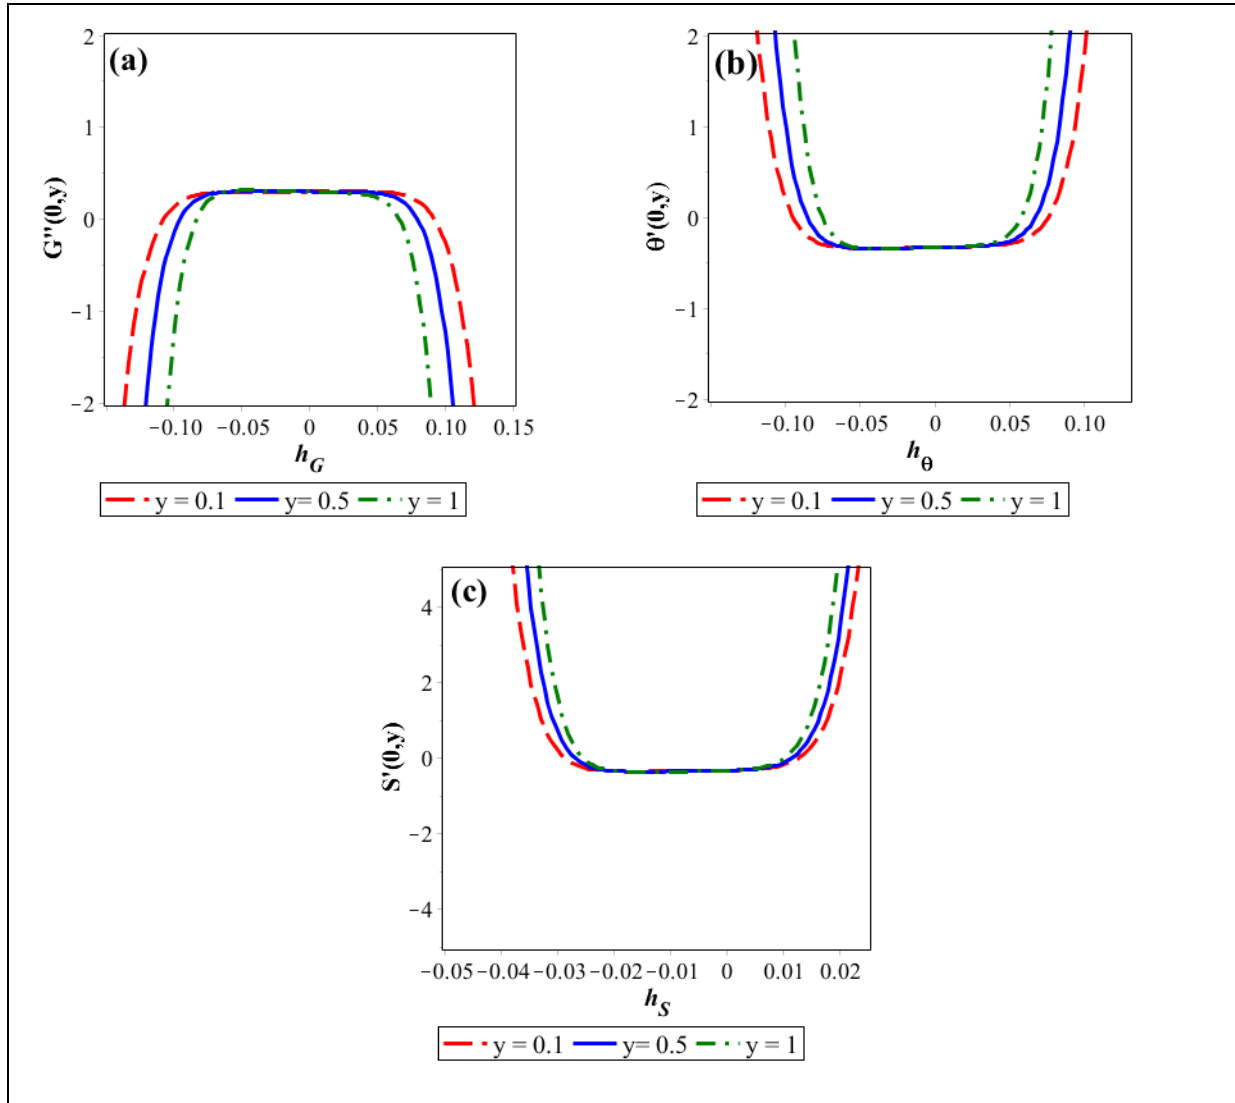 (a)
G''(0,y)
2
1
0
−1
−2
−0.10 −0.05 0 0.05 0.10 0.15
h_G
y = 0.1 y= 0.5 y = 1
(b)
θ'(0,y)
2
1
0
−1
−2
−0.10 −0.05 0 0.05 0.10
h_θ
y = 0.1 y= 0.5 y = 1
(c)
S'(0,y)
4
2
0
−2
−4
−0.05 −0.04 −0.03 −0.02 −0.01 0 0.01 0.02
h_S
y = 0.1 y= 0.5 y = 1